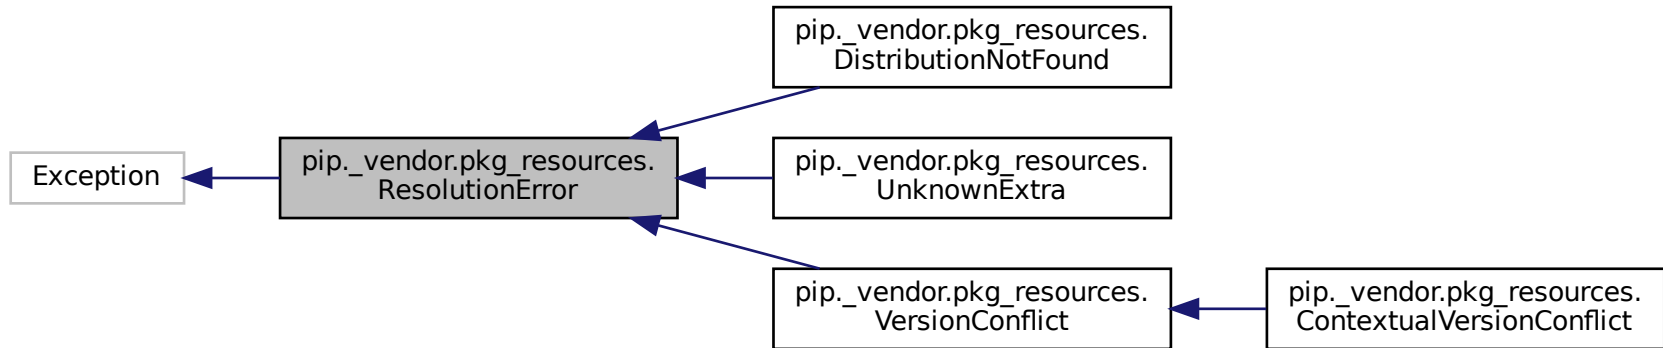 pip._vendor.pkg_resources.
DistributionNotFound
Exception
pip._vendor.pkg_resources.
ResolutionError
pip._vendor.pkg_resources.
UnknownExtra
pip._vendor.pkg_resources.
VersionConflict
pip._vendor.pkg_resources.
ContextualVersionConflict